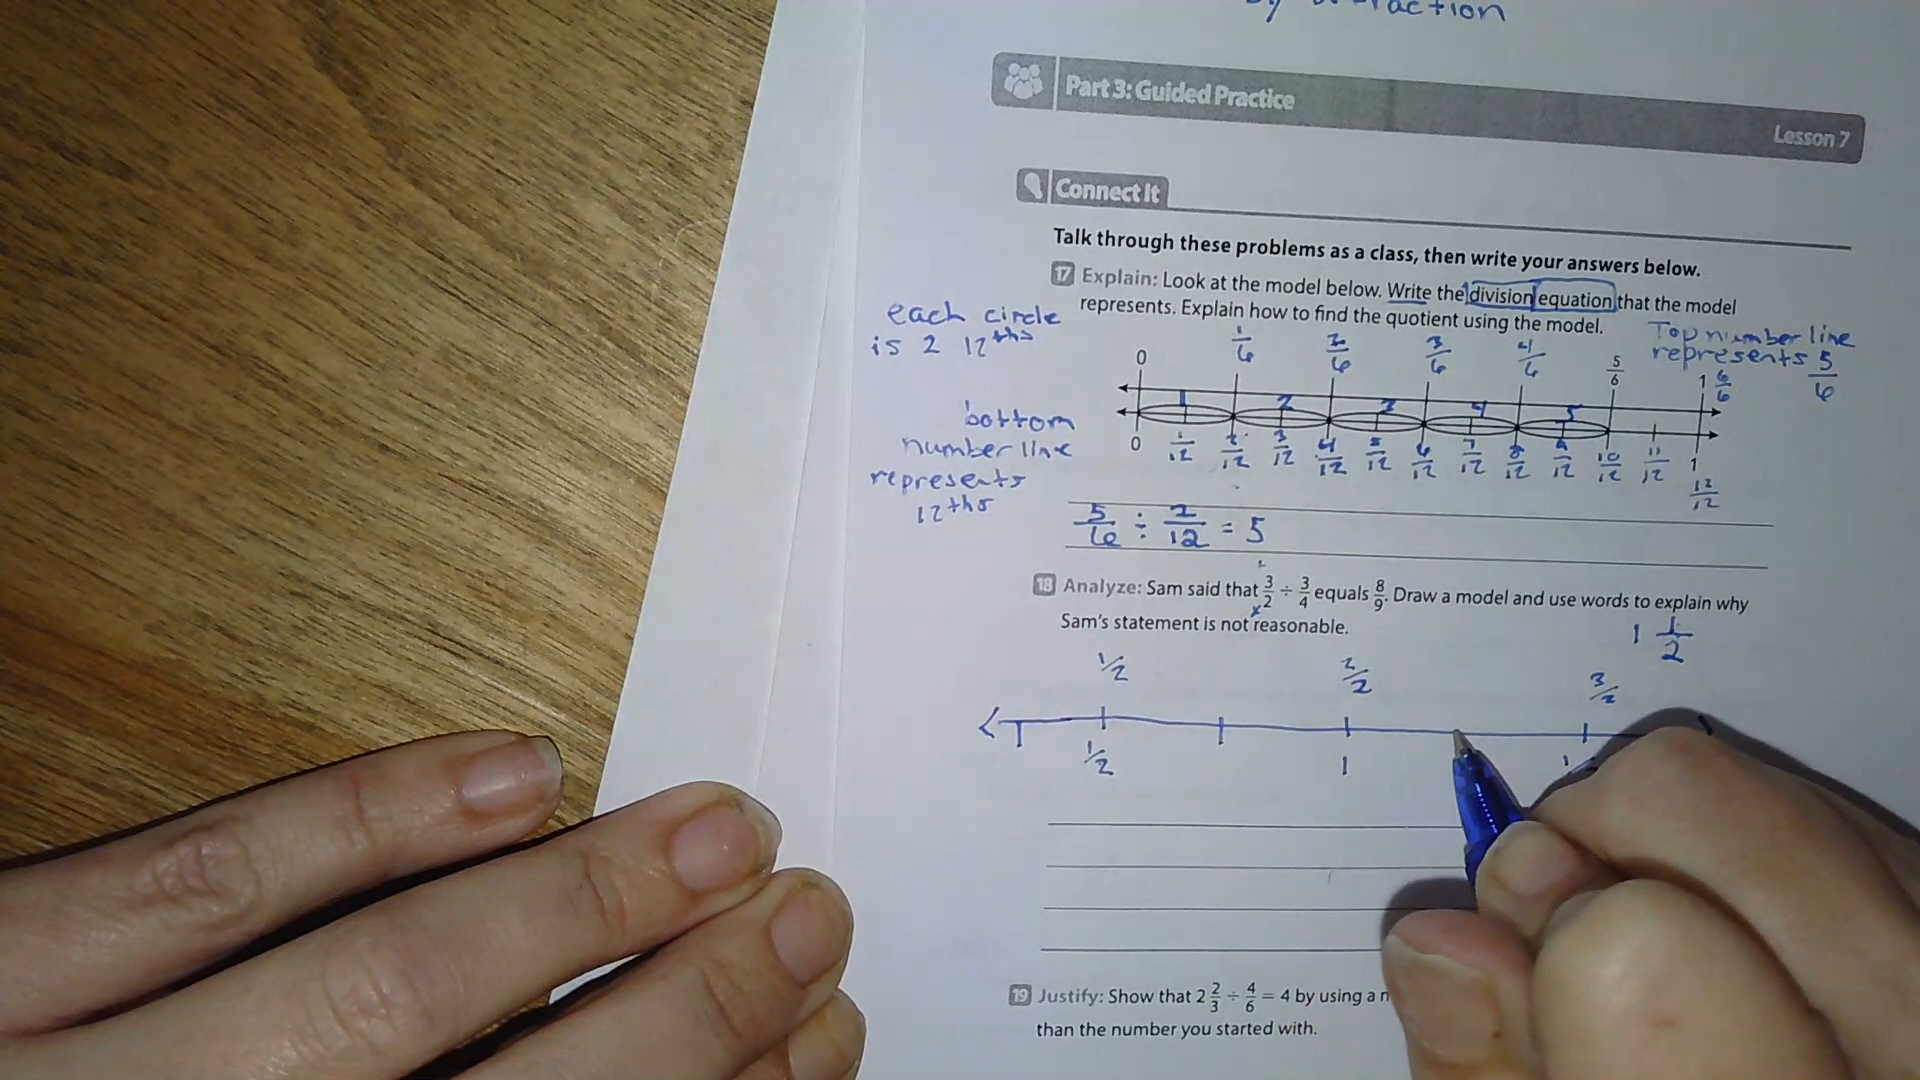 by a fraction
Part 3: Guided Practice
Lesson 7
Connect It
Talk through these problems as a class, then write your answers below.
17 Explain: Look at the model below. Write the division equation that the model
represents. Explain how to find the quotient using the model.
each circle
is 2 12ths
Top number line
represents 5/6
0 1/6 2/6 3/6 4/6 5/6 1 6/6
1 2 3 4 5
bottom
number line
represents
12ths
0 1/12 2/12 3/12 4/12 5/12 6/12 7/12 8/12 9/12 10/12 11/12 1 12/12
5/6 ÷ 2/12 = 5
18 Analyze: Sam said that 3/2 ÷ 3/4 equals 8/9. Draw a model and use words to explain why
Sam's statement is not reasonable.
1 1/2
1/2 2/2 3/2
1/2 1 1
19 Justify: Show that 2 2/3 ÷ 4/6 = 4 by using a
than the number you started with.